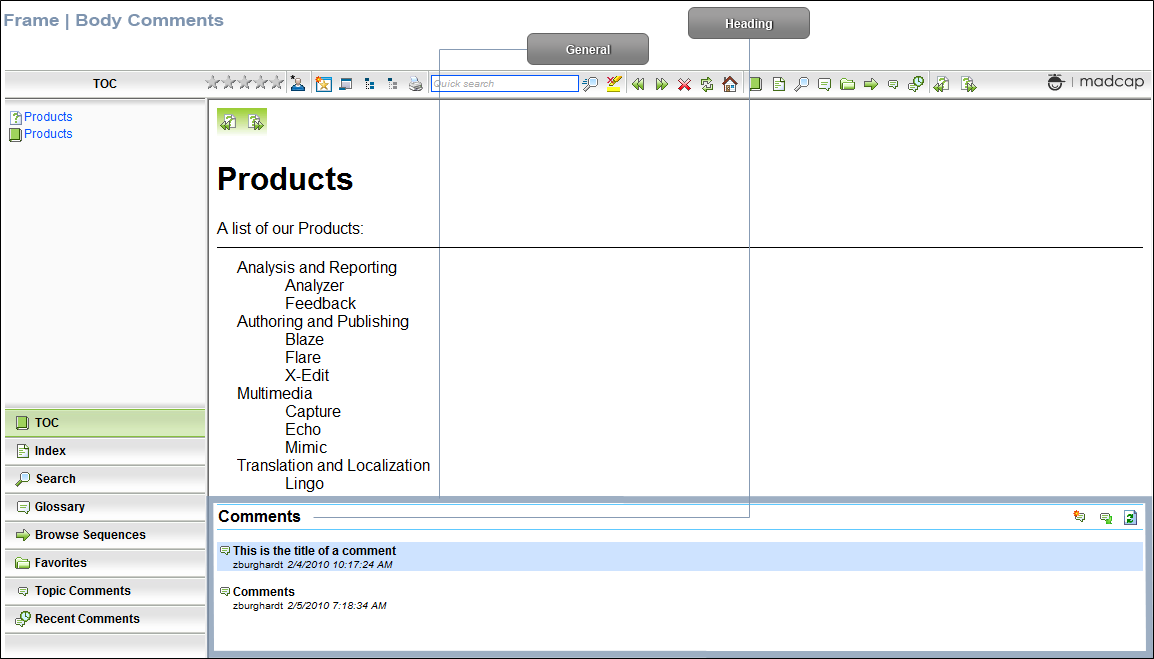 Frame | Body Comments
Heading
General
TOC
Quick search
madcap
Products
Products
Products
A list of our Products:
Analysis and Reporting
Analyzer
Feedback
Authoring and Publishing
Blaze
Flare
X-Edit
Multimedia
Capture
Echo
Mimic
Translation and Localization
Lingo
TOC
Index
Search
Glossary
Browse Sequences
Favorites
Topic Comments
Recent Comments
Comments
This is the title of a comment
zburghardt 2/4/2010 10:17:24 AM
Comments
zburghardt 2/5/2010 7:18:34 AM